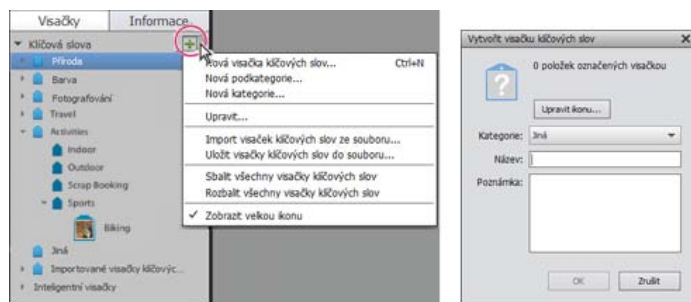 Visačky Informace
Klíčová slova
Příroda
Barva
Fotografování
Travel
Activities
Indoor
Outdoor
Scrap Booking
Sports
Biking
Jiná
Importované visačky klíčovýc...
Inteligentní visačky
Nová visačka klíčových slov... Ctrl+N
Nová podkategorie...
Nová kategorie...
Upravit...
Import visaček klíčových slov ze souboru...
Uložit visačky klíčových slov do souboru...
Sbalit všechny visačky klíčových slov
Rozbalit všechny visačky klíčových slov
Zobrazit velkou ikonu
Vytvořit visačku klíčových slov
0 položek označených visačkou
Upravit ikonu...
Kategorie: Jiná
Název:
Poznámka:
OK Zrušit